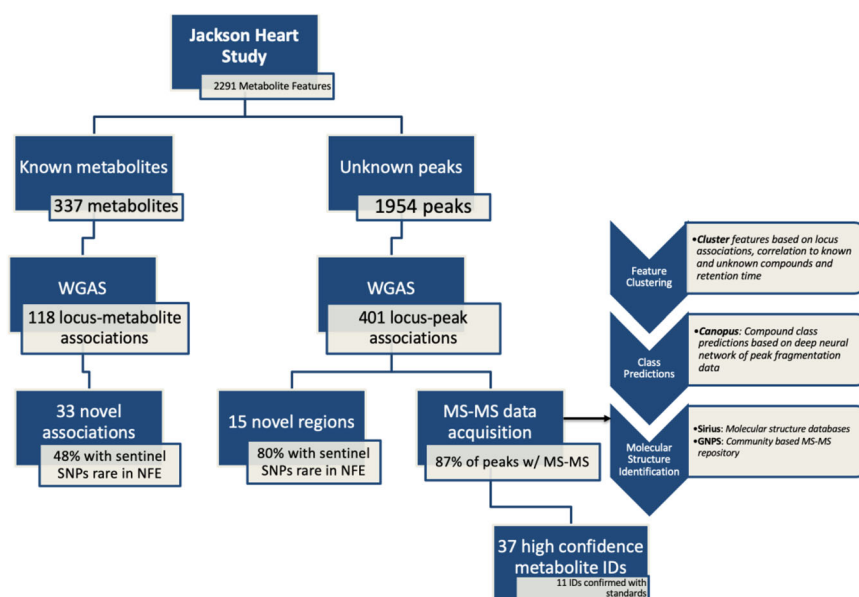 Jackson Heart
Study
2291 Metabolite Features
Known metabolites
337 metabolites
Unknown peaks
1954 peaks
WGAS
118 locus-metabolite
associations
WGAS
401 locus-peak
associations
33 novel
associations
48% with sentinel
SNPs rare in NFE
15 novel regions
80% with sentinel
SNPs rare in NFE
MS-MS data
acquisition
87% of peaks w/ MS-MS
37 high confidence
metabolite IDs
11 IDs confirmed with
standards
Feature
Clustering
•Cluster features based on locus
associations, correlation to known
and unknown compounds and
retention time
Class
Predictions
•Canopus: Compound class
predictions based on deep neural
network of peak fragmentation
data
Molecular
Structure
Identification
•Sirius: Molecular structure databases
•GNPS: Community based MS-MS
repository